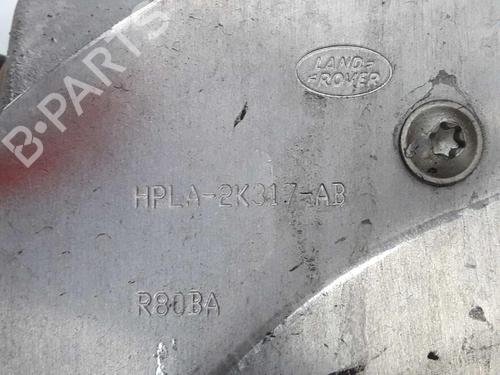 B-PARTS
LAND-
-ROVER
HPLA-2K317-AB
R80BA